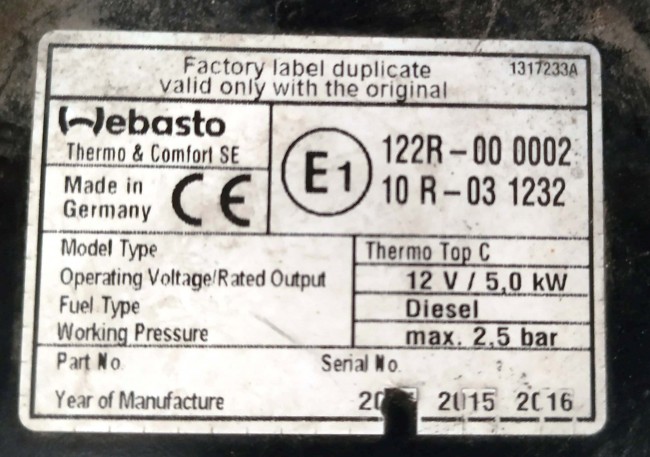 Factory label duplicate 1317233A
valid only with the original
Webasto
Thermo & Comfort SE
Made in
Germany
CE
E1
122R-00 0002
10 R-03 1232
Model Type Thermo Top C
Operating Voltage/Rated Output 12 V / 5,0 kW
Fuel Type Diesel
Working Pressure max. 2,5 bar
Part No. Serial No.
Year of Manufacture 2015 2016